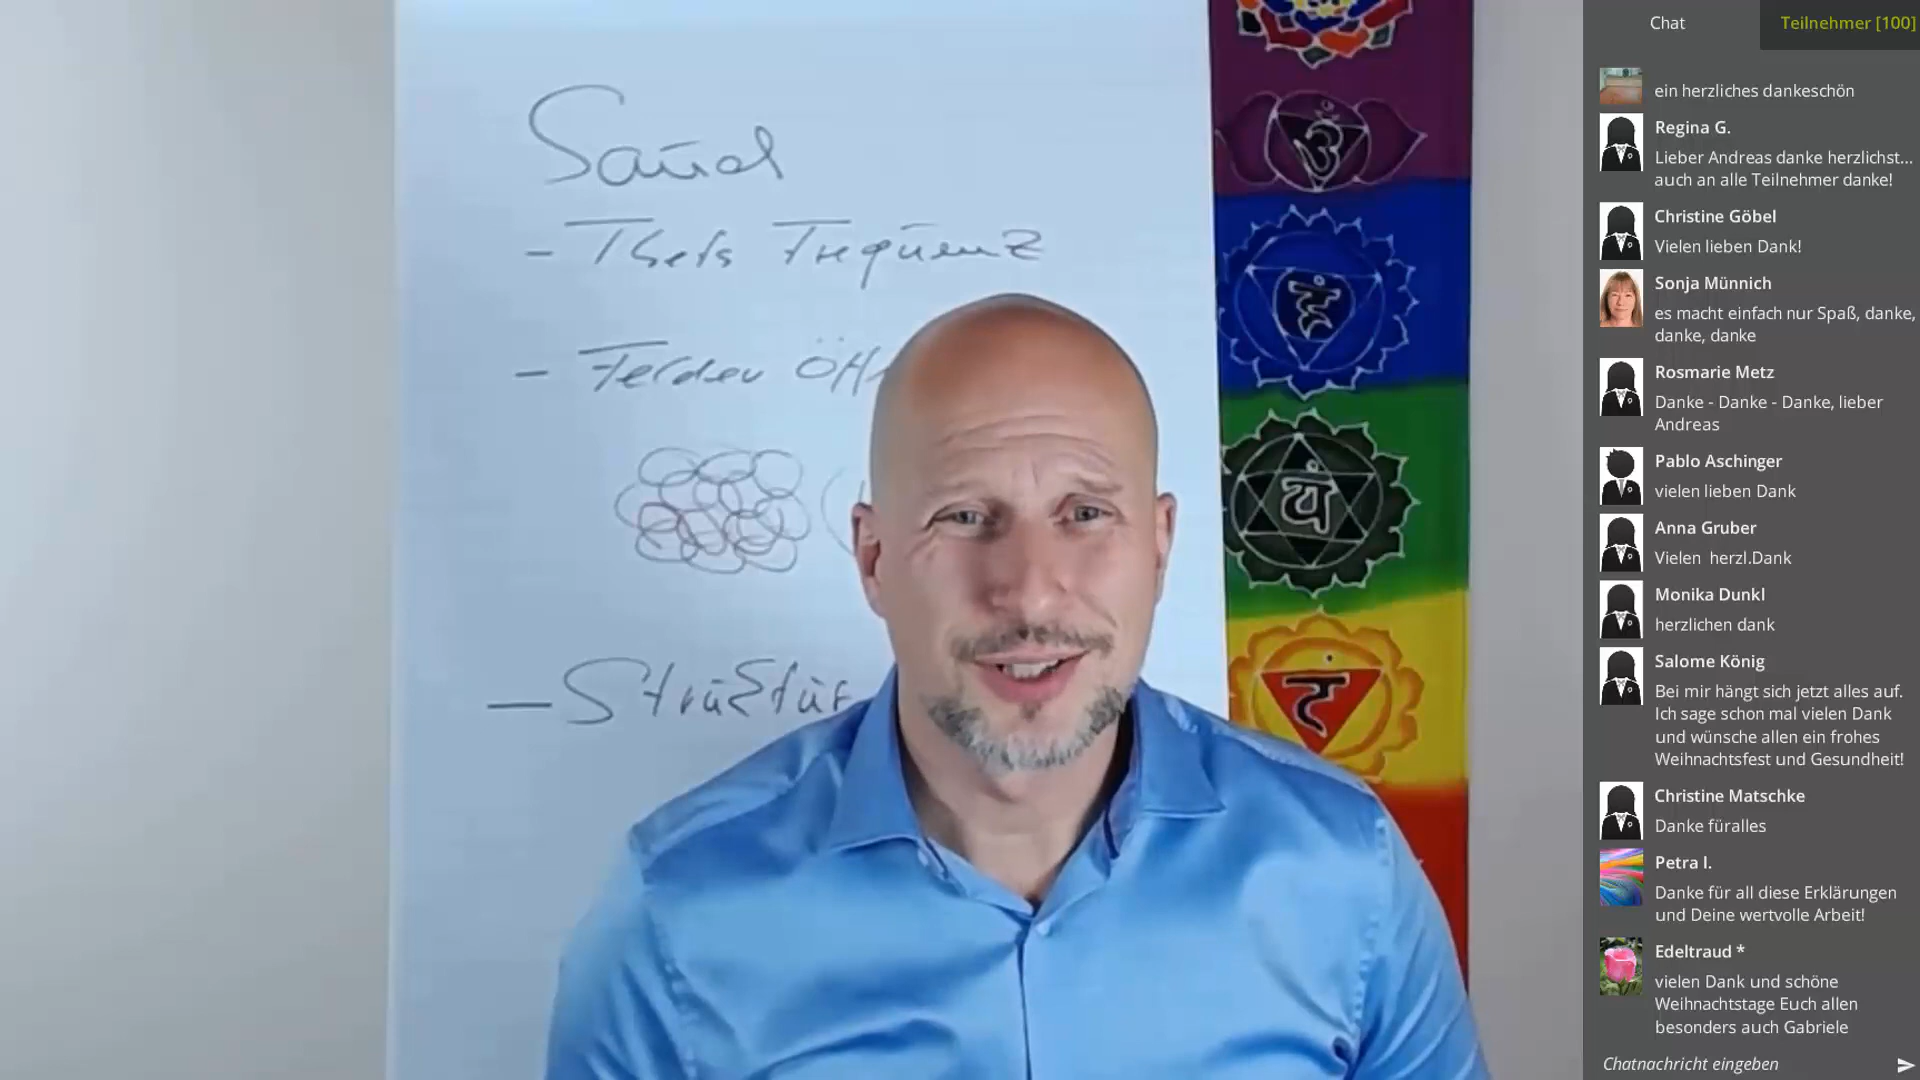 Sound
- Theta Frequenz
- Felder öff
- Struktur
ॐ
हं
यं
रं
Chat
Teilnehmer [100]
ein herzliches dankeschön
Regina G.
Lieber Andreas danke herzlichst...
auch an alle Teilnehmer danke!
Christine Göbel
Vielen lieben Dank!
Sonja Münnich
es macht einfach nur Spaß, danke,
danke, danke
Rosmarie Metz
Danke - Danke - Danke, lieber
Andreas
Pablo Aschinger
vielen lieben Dank
Anna Gruber
Vielen herzl.Dank
Monika Dunkl
herzlichen dank
Salome König
Bei mir hängt sich jetzt alles auf.
Ich sage schon mal vielen Dank
und wünsche allen ein frohes
Weihnachtsfest und Gesundheit!
Christine Matschke
Danke füralles
Petra I.
Danke für all diese Erklärungen
und Deine wertvolle Arbeit!
Edeltraud *
vielen Dank und schöne
Weihnachtstage Euch allen
besonders auch Gabriele
Chatnachricht eingeben